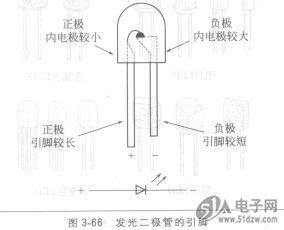 正极
内电极较小
负极
内电极较大
正极
引脚较长
负极
引脚较短
+ −
+ −
图 3-66 发光二极管的引脚
51 电子网
www.51dzw.com